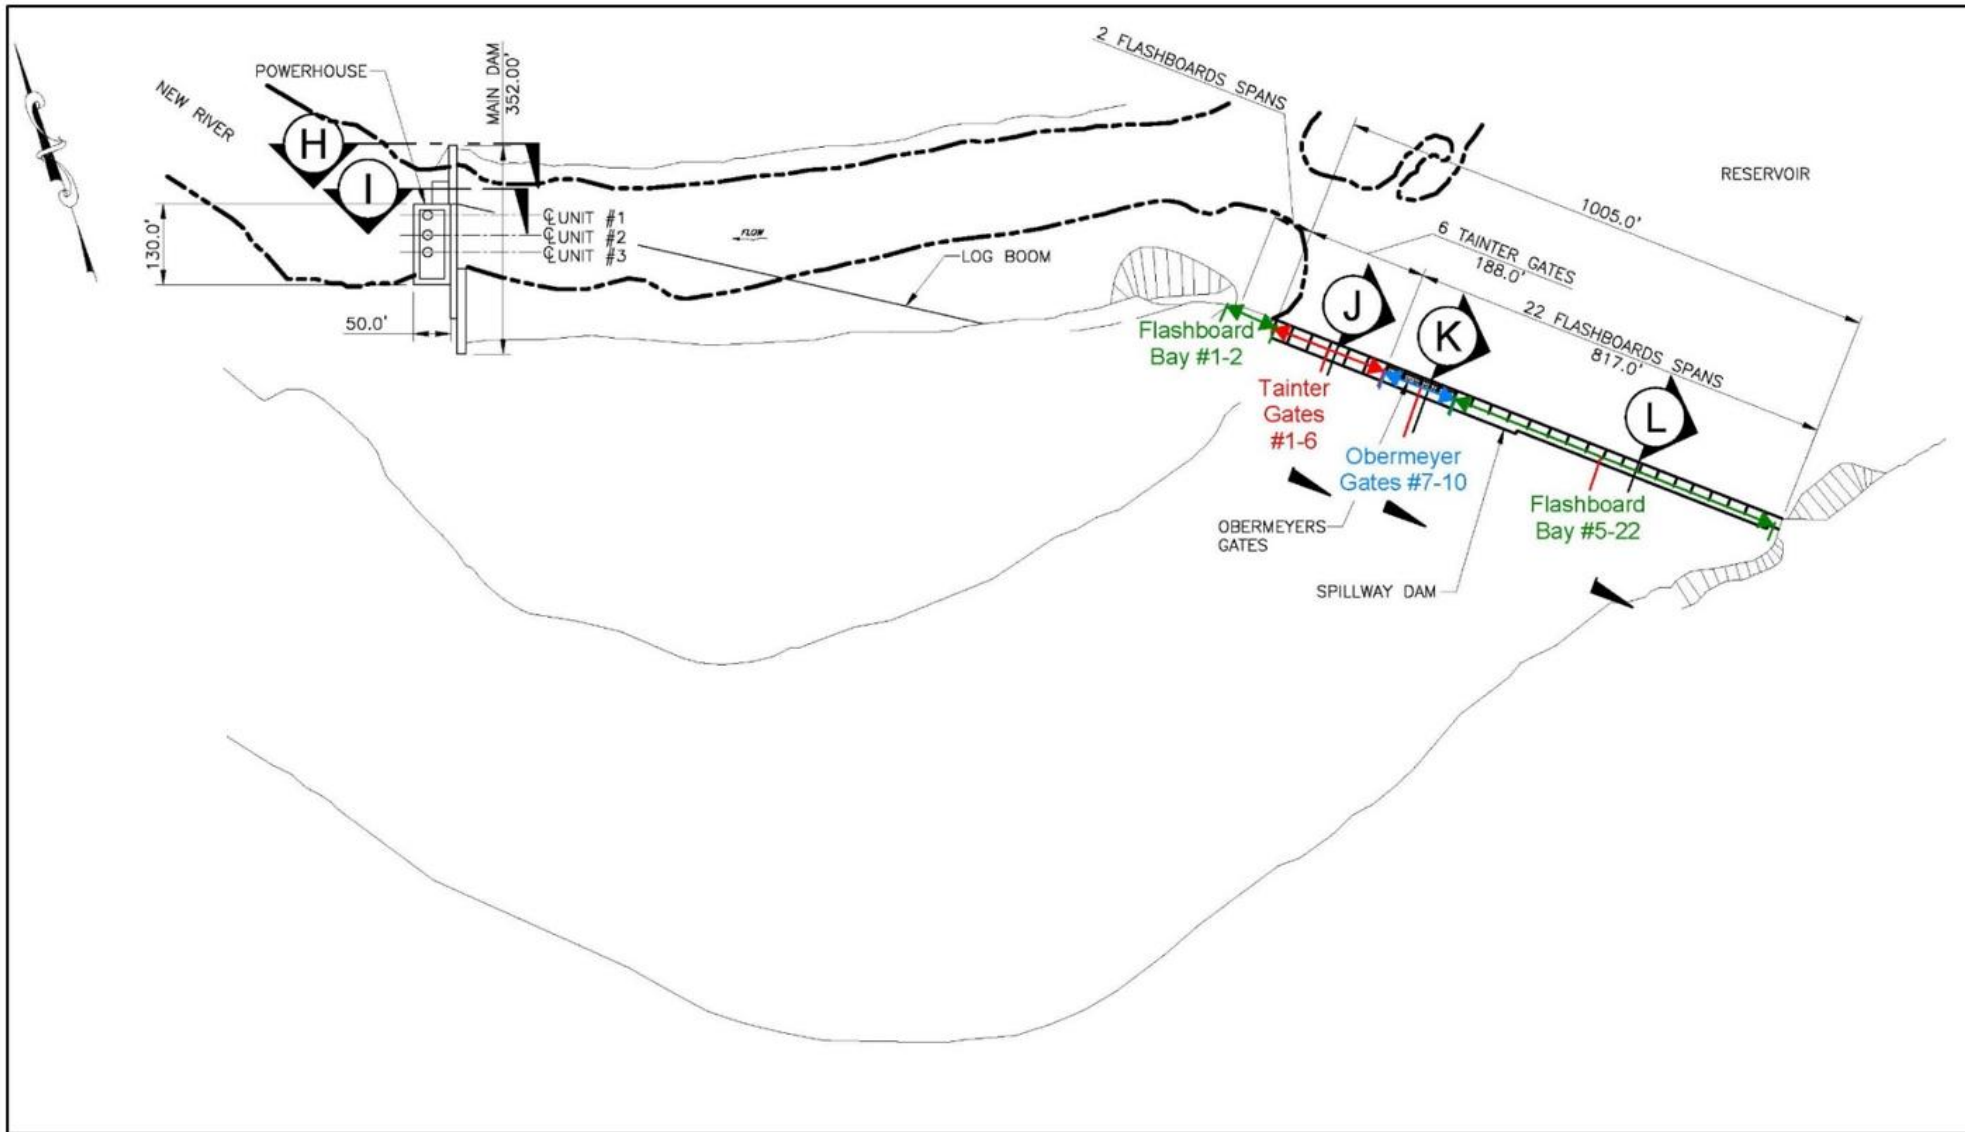 2 FLASHBOARDS SPANS
POWERHOUSE
MAIN DAM
352.00'
NEW RIVER
H
I
RESERVOIR
1005.0'
℄ UNIT #1
℄ UNIT #2
℄ UNIT #3
FLOW
6 TAINTER GATES
188.0'
130.0'
LOG BOOM
50.0'
J
K
22 FLASHBOARDS SPANS
817.0'
Flashboard
Bay #1-2
Tainter
Gates
#1-6
L
Obermeyer
Gates #7-10
Flashboard
Bay #5-22
OBERMEYERS
GATES
SPILLWAY DAM